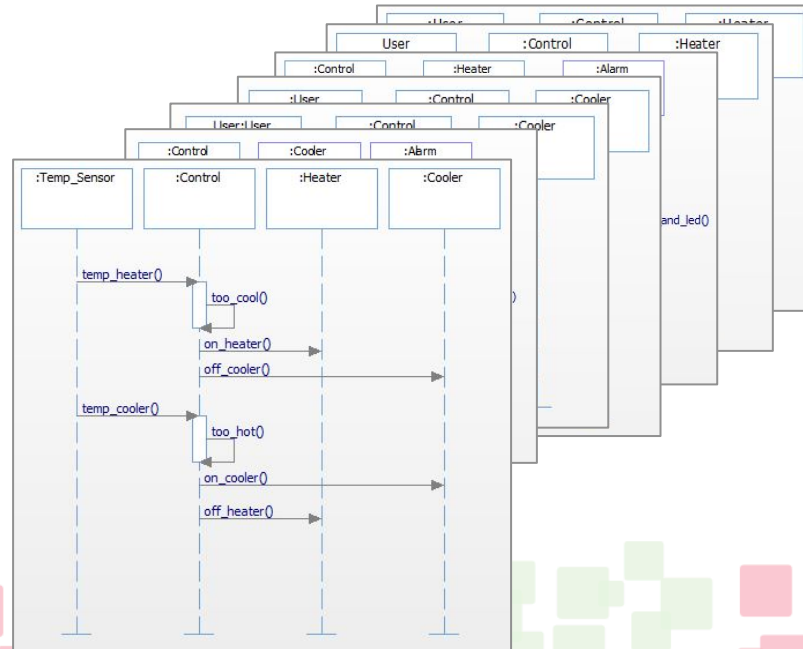 :User :Control :Heater
User :Control :Heater
:Control :Heater :Alarm
:User :Control :Cooler
User:User :Control :Cooler
:Control :Cooler :Alarm
:Temp_Sensor :Control :Heater :Cooler
and_led()
)
temp_heater()
too_cool()
on_heater()
off_cooler()
temp_cooler()
too_hot()
on_cooler()
off_heater()